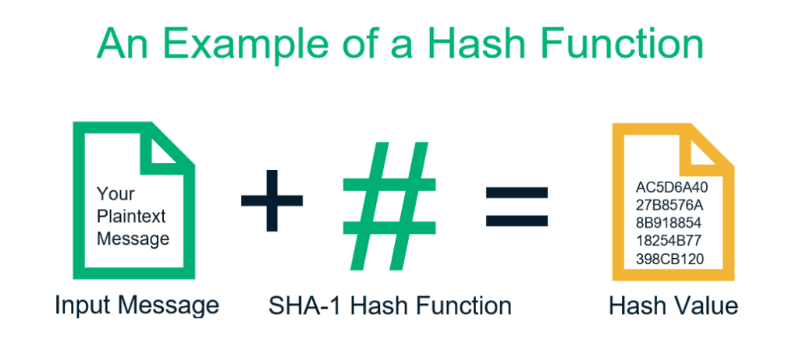 An Example of a Hash Function
Your
Plaintext
Message
+
#
=
AC5D6A40
27B8576A
8B918854
18254B77
398CB120
Input Message
SHA-1 Hash Function
Hash Value